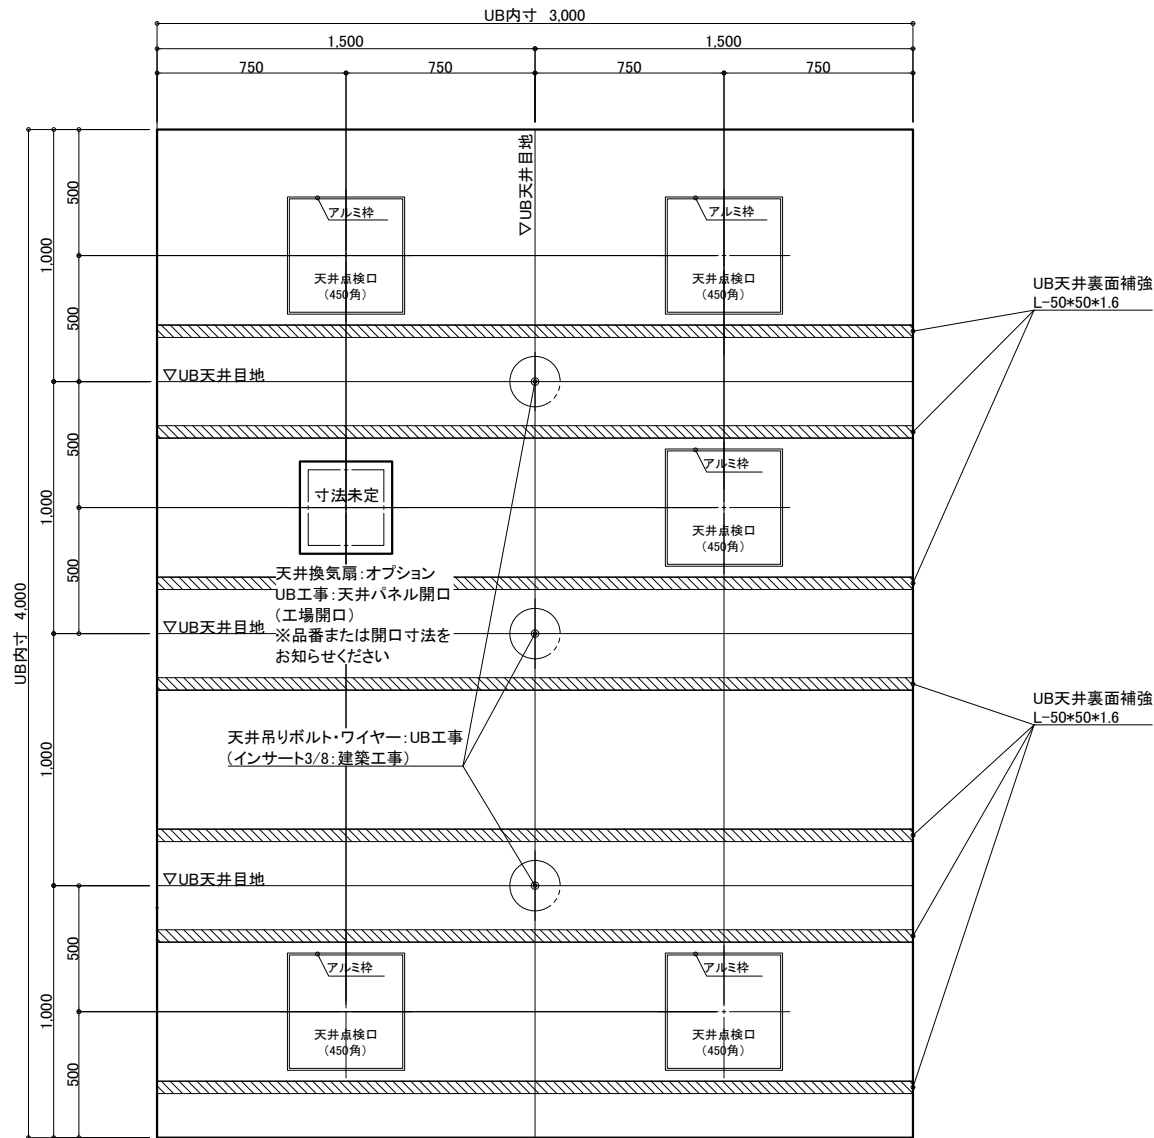 UB内寸 3,000
1,500
1,500
750
750
750
750
UB内寸 4,000
1,000
1,000
1,000
1,000
500
500
500
500
500
500
▽UB天井目地
アルミ枠
天井点検口
(450角)
アルミ枠
天井点検口
(450角)
UB天井裏面補強
L-50*50*1.6
▽UB天井目地
寸法未定
アルミ枠
天井点検口
(450角)
天井換気扇:オプション
UB工事:天井パネル開口
(工場開口)
※品番または開口寸法を
お知らせください
▽UB天井目地
UB天井裏面補強
L-50*50*1.6
天井吊りボルト・ワイヤー:UB工事
(インサート3/8:建築工事)
▽UB天井目地
アルミ枠
天井点検口
(450角)
アルミ枠
天井点検口
(450角)